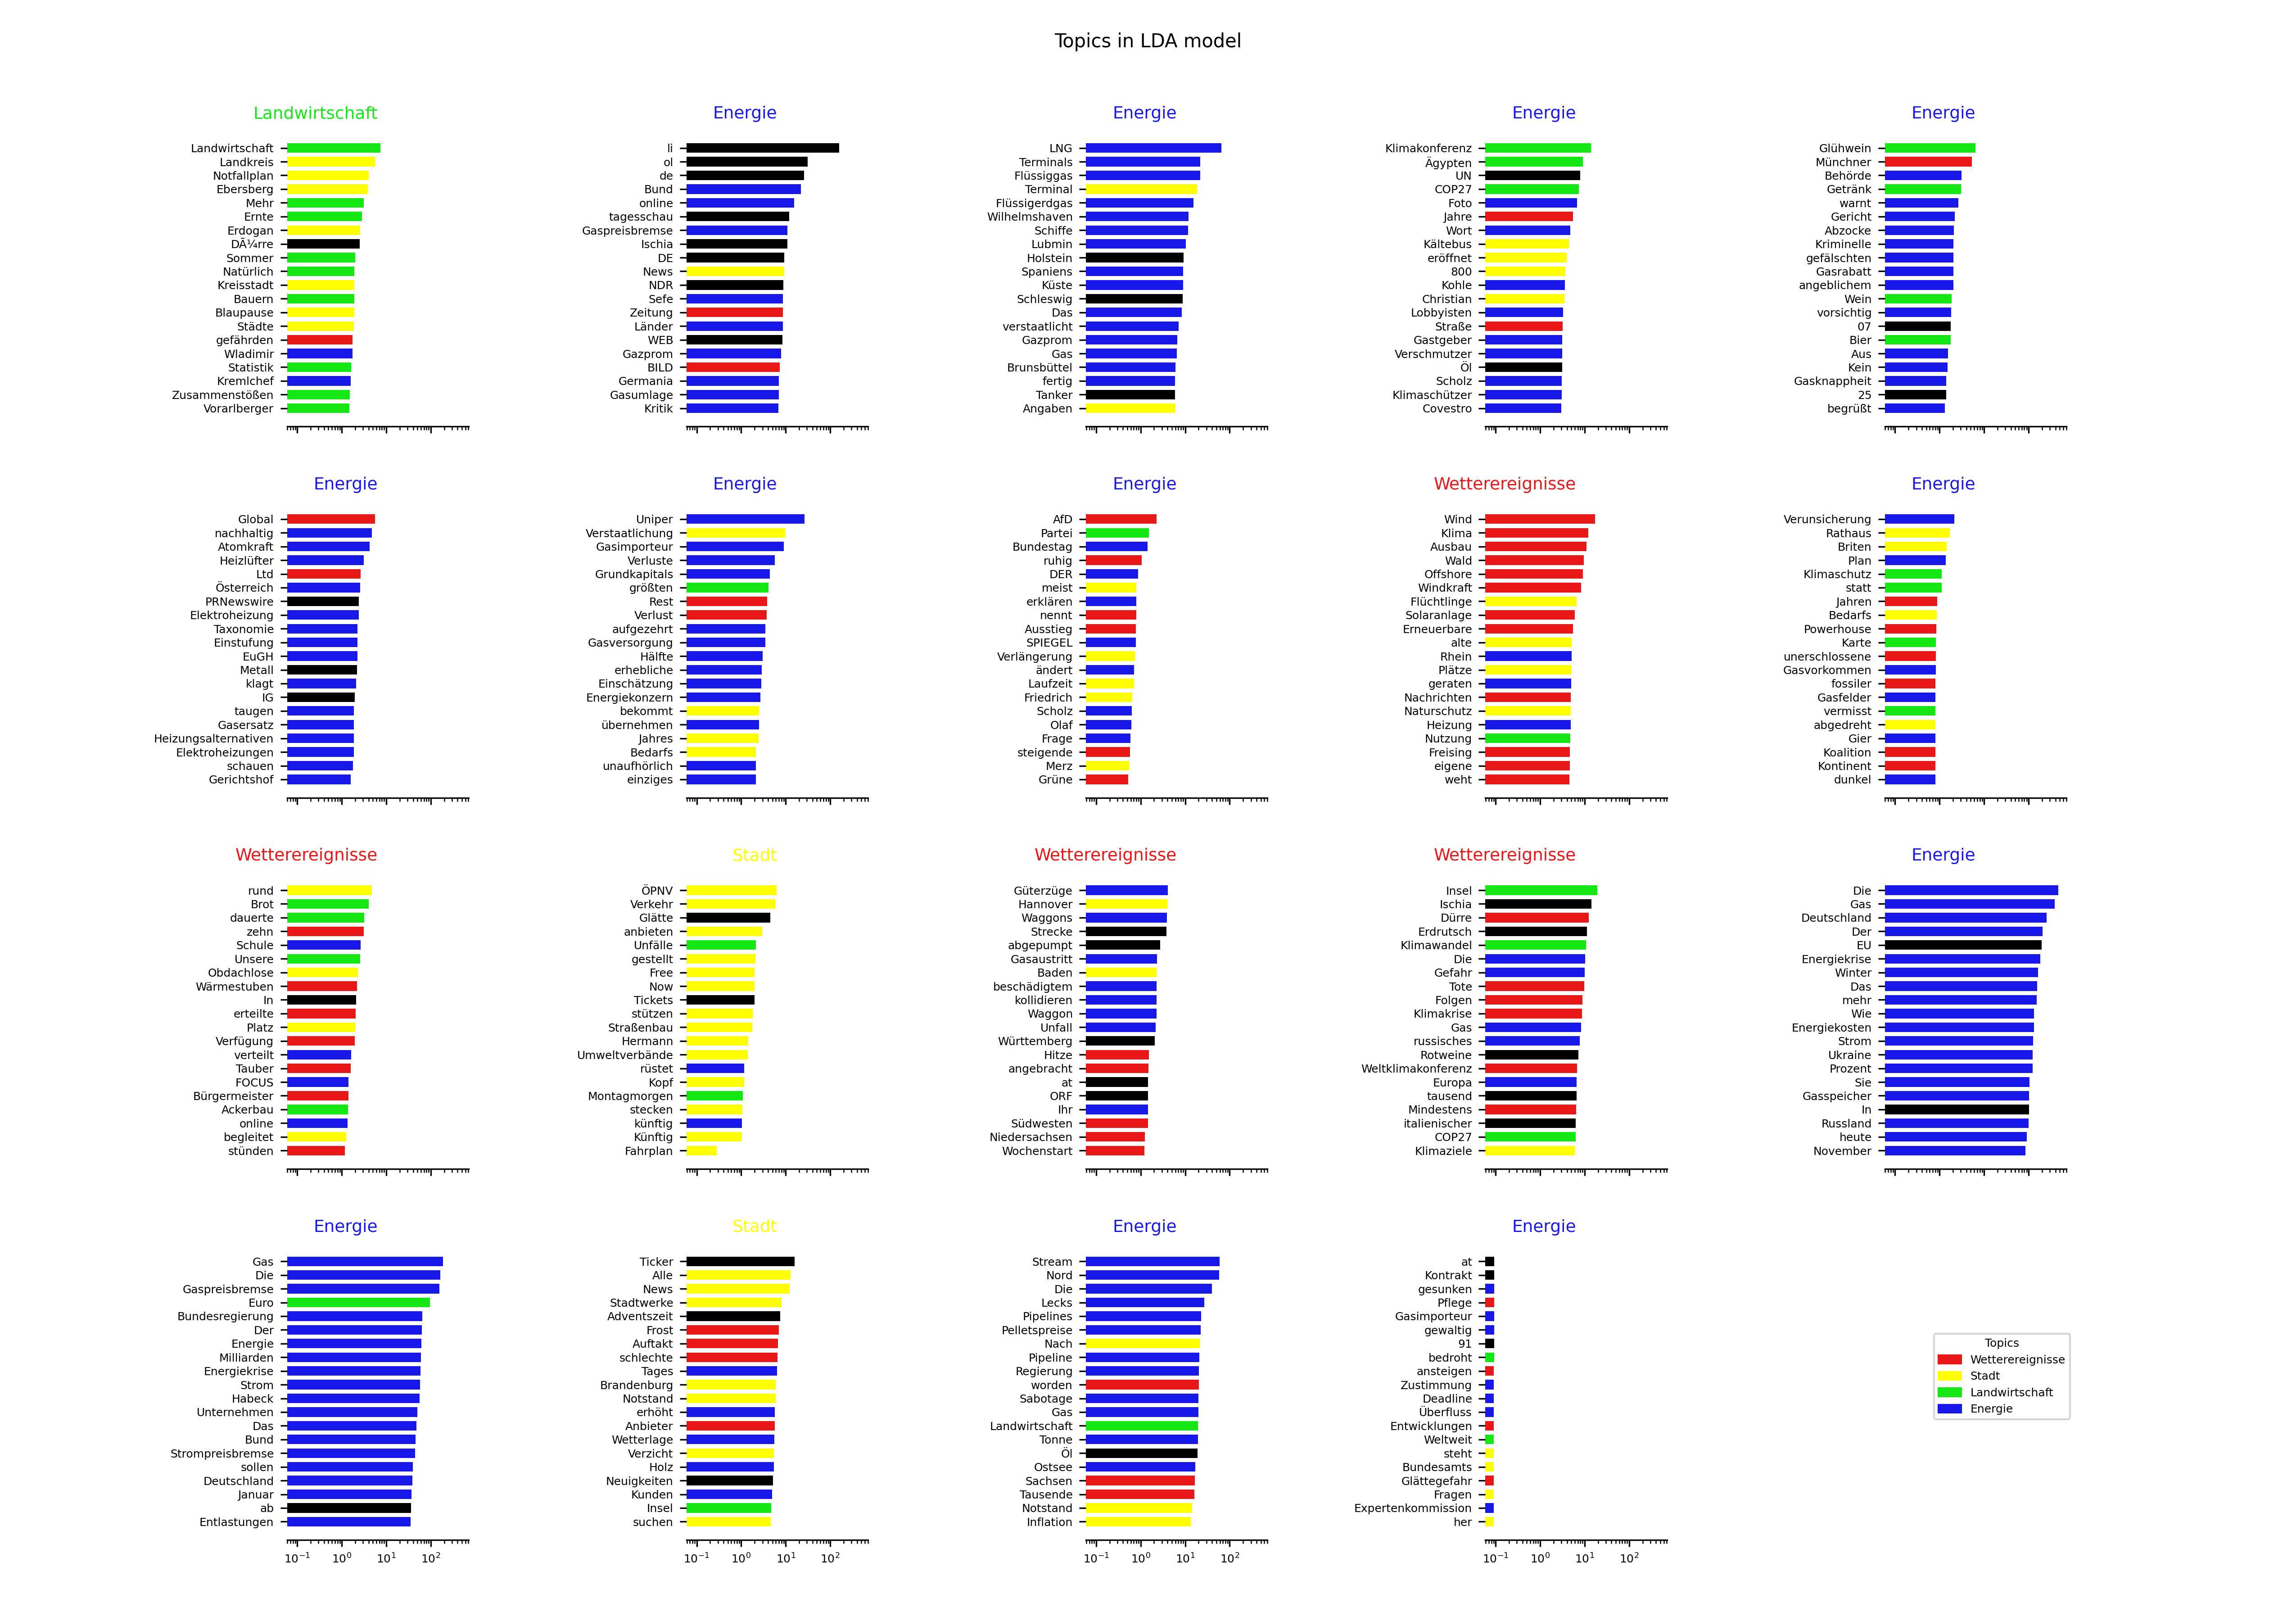 Topics in LDA model
Landwirtschaft
Landwirtschaft
Landkreis
Notfallplan
Ebersberg
Mehr
Ernte
Erdogan
DÃ¼rre
Sommer
Natürlich
Kreisstadt
Bauern
Blaupause
Städte
gefährden
Wladimir
Statistik
Kremlchef
Zusammenstößen
Vorarlberger
Energie
li
ol
de
Bund
online
tagesschau
Gaspreisbremse
Ischia
DE
News
NDR
Sefe
Zeitung
Länder
WEB
Gazprom
BILD
Germania
Gasumlage
Kritik
Energie
LNG
Terminals
Flüssiggas
Terminal
Flüssigerdgas
Wilhelmshaven
Schiffe
Lubmin
Holstein
Spaniens
Küste
Schleswig
Das
verstaatlicht
Gazprom
Gas
Brunsbüttel
fertig
Tanker
Angaben
Energie
Klimakonferenz
Ägypten
UN
COP27
Foto
Jahre
Wort
Kältebus
eröffnet
800
Kohle
Christian
Lobbyisten
Straße
Gastgeber
Verschmutzer
Öl
Scholz
Klimaschützer
Covestro
Energie
Glühwein
Münchner
Behörde
Getränk
warnt
Gericht
Abzocke
Kriminelle
gefälschten
Gasrabatt
angeblichem
Wein
vorsichtig
07
Bier
Aus
Kein
Gasknappheit
25
begrüßt
Energie
Global
nachhaltig
Atomkraft
Heizlüfter
Ltd
Österreich
PRNewswire
Elektroheizung
Taxonomie
Einstufung
EuGH
Metall
klagt
IG
taugen
Gasersatz
Heizungsalternativen
Elektroheizungen
schauen
Gerichtshof
Energie
Uniper
Verstaatlichung
Gasimporteur
Verluste
Grundkapitals
größten
Rest
Verlust
aufgezehrt
Gasversorgung
Hälfte
erhebliche
Einschätzung
Energiekonzern
bekommt
übernehmen
Jahres
Bedarfs
unaufhörlich
einziges
Energie
AfD
Partei
Bundestag
ruhig
DER
meist
erklären
nennt
Ausstieg
SPIEGEL
Verlängerung
ändert
Laufzeit
Friedrich
Scholz
Olaf
Frage
steigende
Merz
Grüne
Wetterereignisse
Wind
Klima
Ausbau
Wald
Offshore
Windkraft
Flüchtlinge
Solaranlage
Erneuerbare
alte
Rhein
Plätze
geraten
Nachrichten
Naturschutz
Heizung
Nutzung
Freising
eigene
weht
Energie
Verunsicherung
Rathaus
Briten
Plan
Klimaschutz
statt
Jahren
Bedarfs
Powerhouse
Karte
unerschlossene
Gasvorkommen
fossiler
Gasfelder
vermisst
abgedreht
Gier
Koalition
Kontinent
dunkel
Wetterereignisse
rund
Brot
dauerte
zehn
Schule
Unsere
Obdachlose
Wärmestuben
In
erteilte
Platz
Verfügung
verteilt
Tauber
FOCUS
Bürgermeister
Ackerbau
online
begleitet
stünden
Stadt
ÖPNV
Verkehr
Glätte
anbieten
Unfälle
gestellt
Free
Now
Tickets
stützen
Straßenbau
Hermann
Umweltverbände
rüstet
Kopf
Montagmorgen
stecken
künftig
Künftig
Fahrplan
Wetterereignisse
Güterzüge
Hannover
Waggons
Strecke
abgepumpt
Gasaustritt
Baden
beschädigtem
kollidieren
Waggon
Unfall
Württemberg
Hitze
angebracht
at
ORF
Ihr
Südwesten
Niedersachsen
Wochenstart
Wetterereignisse
Insel
Ischia
Dürre
Erdrutsch
Klimawandel
Die
Gefahr
Tote
Folgen
Klimakrise
Gas
russisches
Rotweine
Weltklimakonferenz
Europa
tausend
Mindestens
italienischer
COP27
Klimaziele
Energie
Die
Gas
Deutschland
Der
EU
Energiekrise
Winter
Das
mehr
Wie
Energiekosten
Strom
Ukraine
Prozent
Sie
Gasspeicher
In
Russland
heute
November
Energie
Gas
Die
Gaspreisbremse
Euro
Bundesregierung
Der
Energie
Milliarden
Energiekrise
Strom
Habeck
Unternehmen
Das
Bund
Strompreisbremse
sollen
Deutschland
Januar
ab
Entlastungen
10⁻¹ 10⁰ 10¹ 10²
Stadt
Ticker
Alle
News
Stadtwerke
Adventszeit
Frost
Auftakt
schlechte
Tages
Brandenburg
Notstand
erhöht
Anbieter
Wetterlage
Verzicht
Holz
Neuigkeiten
Kunden
Insel
suchen
10⁻¹ 10⁰ 10¹ 10²
Energie
Stream
Nord
Die
Lecks
Pipelines
Pelletspreise
Nach
Pipeline
Regierung
worden
Sabotage
Gas
Landwirtschaft
Tonne
Öl
Ostsee
Sachsen
Tausende
Notstand
Inflation
10⁻¹ 10⁰ 10¹ 10²
Energie
at
Kontrakt
gesunken
Pflege
Gasimporteur
gewaltig
91
bedroht
ansteigen
Zustimmung
Deadline
Überfluss
Entwicklungen
Weltweit
steht
Bundesamts
Glättegefahr
Fragen
Expertenkommission
her
10⁻¹ 10⁰ 10¹ 10²
Topics
Wetterereignisse
Stadt
Landwirtschaft
Energie